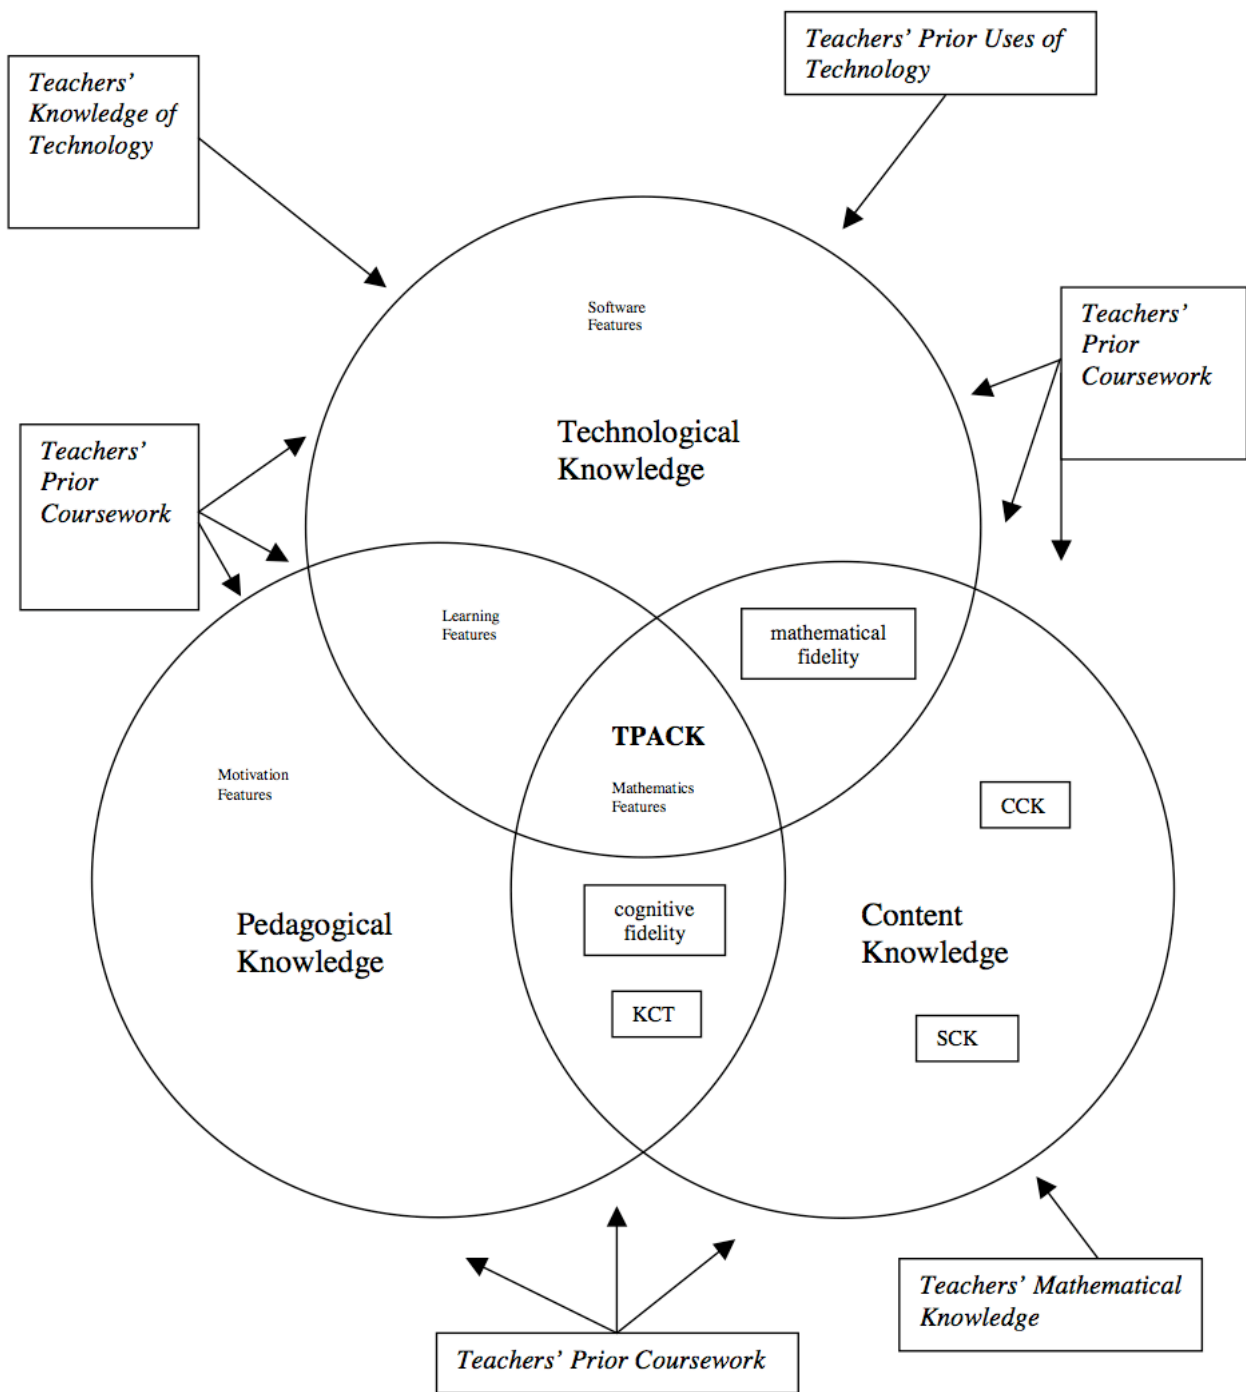 Teachers' Prior Uses of
Technology
Teachers'
Knowledge of
Technology
Software
Features
Teachers'
Prior
Coursework
Technological
Knowledge
Teachers'
Prior
Coursework
Learning
Features
mathematical
fidelity
TPACK
Motivation
Features
Mathematics
Features
CCK
cognitive
fidelity
Pedagogical
Knowledge
Content
Knowledge
KCT
SCK
Teachers' Mathematical
Knowledge
Teachers' Prior Coursework